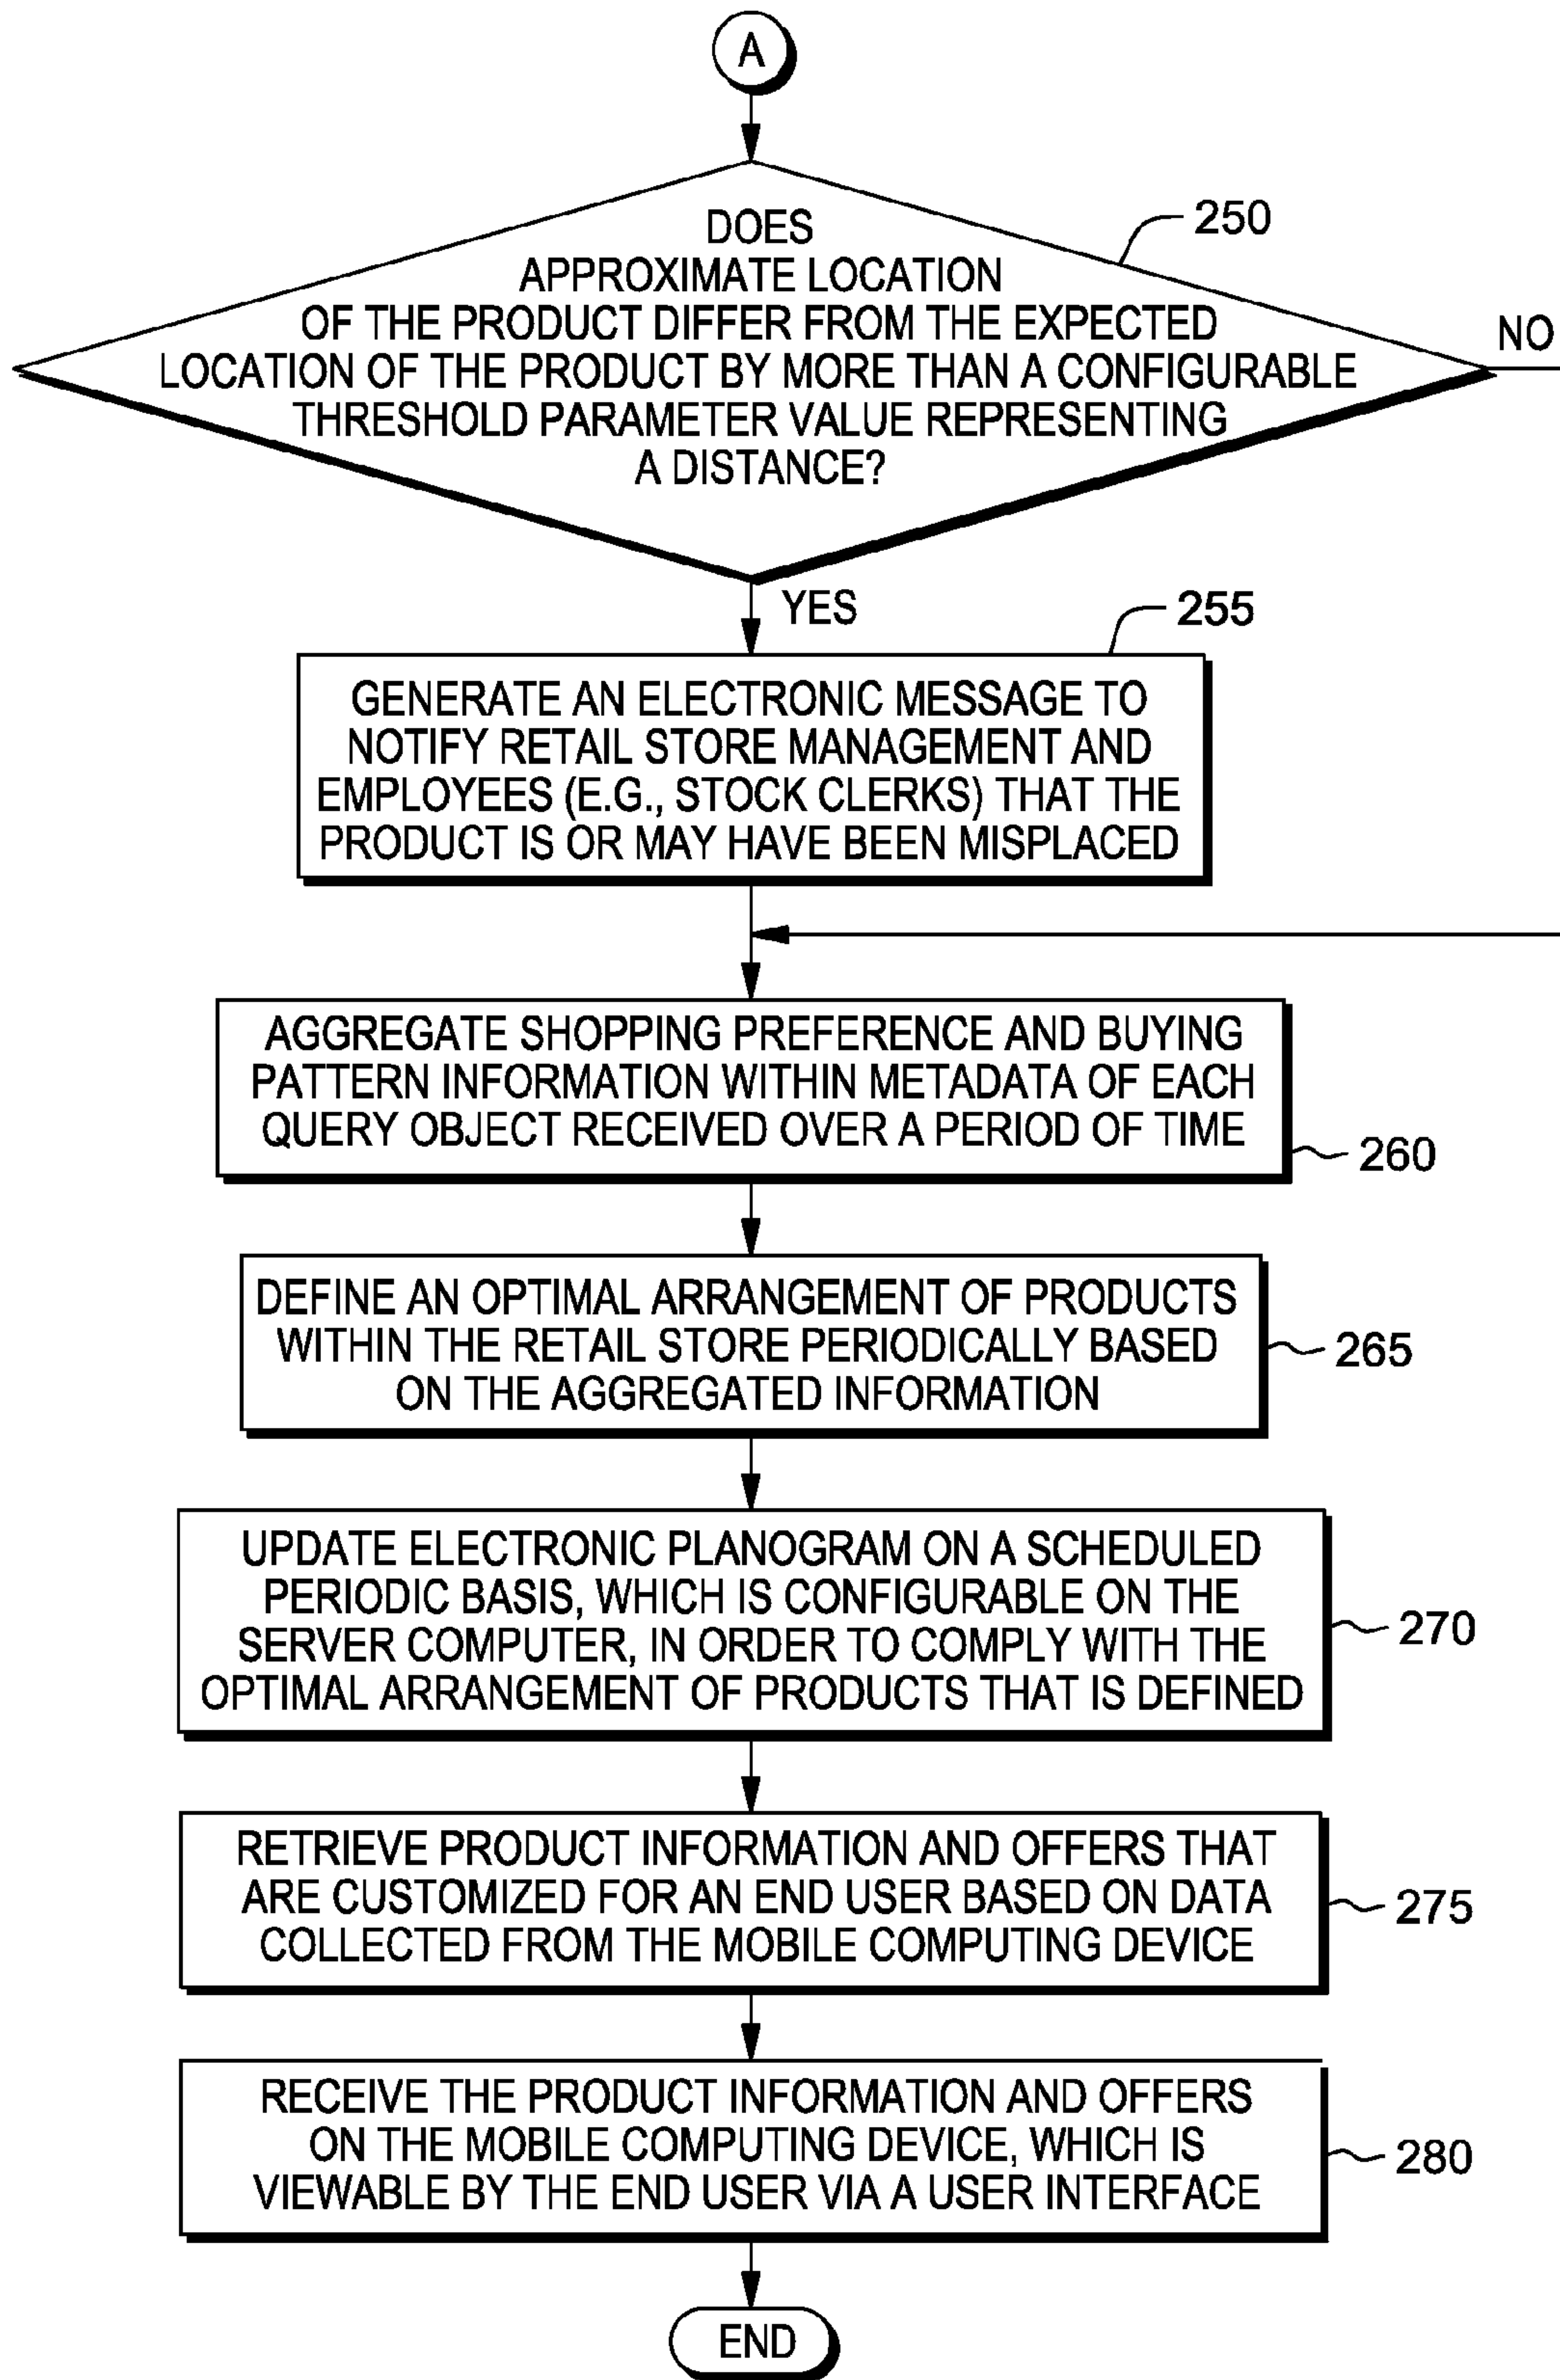 A
DOES
APPROXIMATE LOCATION
OF THE PRODUCT DIFFER FROM THE EXPECTED
LOCATION OF THE PRODUCT BY MORE THAN A CONFIGURABLE
THRESHOLD PARAMETER VALUE REPRESENTING
A DISTANCE?
250
NO
YES
255
GENERATE AN ELECTRONIC MESSAGE TO
NOTIFY RETAIL STORE MANAGEMENT AND
EMPLOYEES (E.G., STOCK CLERKS) THAT THE
PRODUCT IS OR MAY HAVE BEEN MISPLACED
AGGREGATE SHOPPING PREFERENCE AND BUYING
PATTERN INFORMATION WITHIN METADATA OF EACH
QUERY OBJECT RECEIVED OVER A PERIOD OF TIME
260
DEFINE AN OPTIMAL ARRANGEMENT OF PRODUCTS
WITHIN THE RETAIL STORE PERIODICALLY BASED
ON THE AGGREGATED INFORMATION
265
UPDATE ELECTRONIC PLANOGRAM ON A SCHEDULED
PERIODIC BASIS, WHICH IS CONFIGURABLE ON THE
SERVER COMPUTER, IN ORDER TO COMPLY WITH THE
OPTIMAL ARRANGEMENT OF PRODUCTS THAT IS DEFINED
270
RETRIEVE PRODUCT INFORMATION AND OFFERS THAT
ARE CUSTOMIZED FOR AN END USER BASED ON DATA
COLLECTED FROM THE MOBILE COMPUTING DEVICE
275
RECEIVE THE PRODUCT INFORMATION AND OFFERS
ON THE MOBILE COMPUTING DEVICE, WHICH IS
VIEWABLE BY THE END USER VIA A USER INTERFACE
280
END